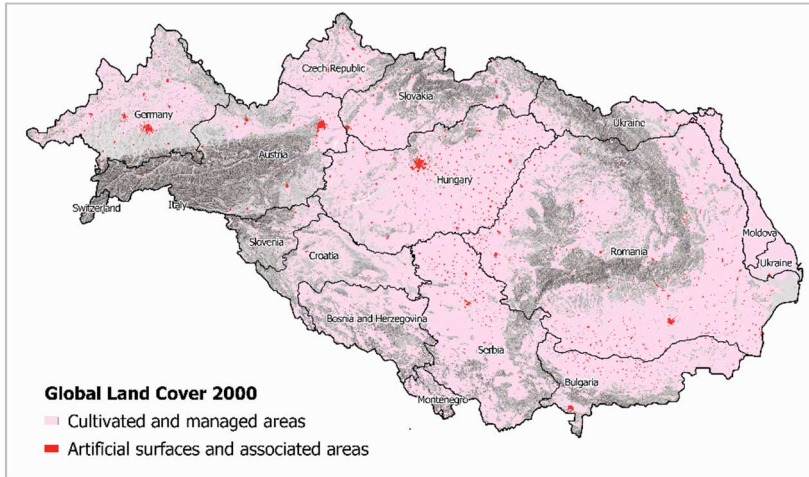 Czech Republic
Slovakia
Germany
Ukraine
Austria
Hungary
Switzerland
Italy
Slovenia
Croatia
Romania
Moldova
Ukraine
Bosnia and Herzegovina
Serbia
Bulgaria
Montenegro
Global Land Cover 2000
Cultivated and managed areas
Artificial surfaces and associated areas